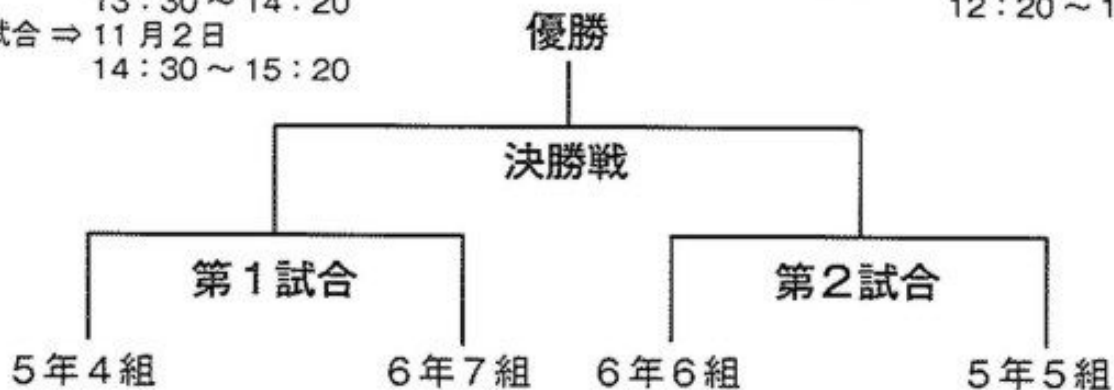 13：30～14：20
試合 ⇒ 11月2日
14：30～15：20
12：20～1
優勝
決勝戦
第1試合
第2試合
5年4組
6年7組
6年6組
5年5組